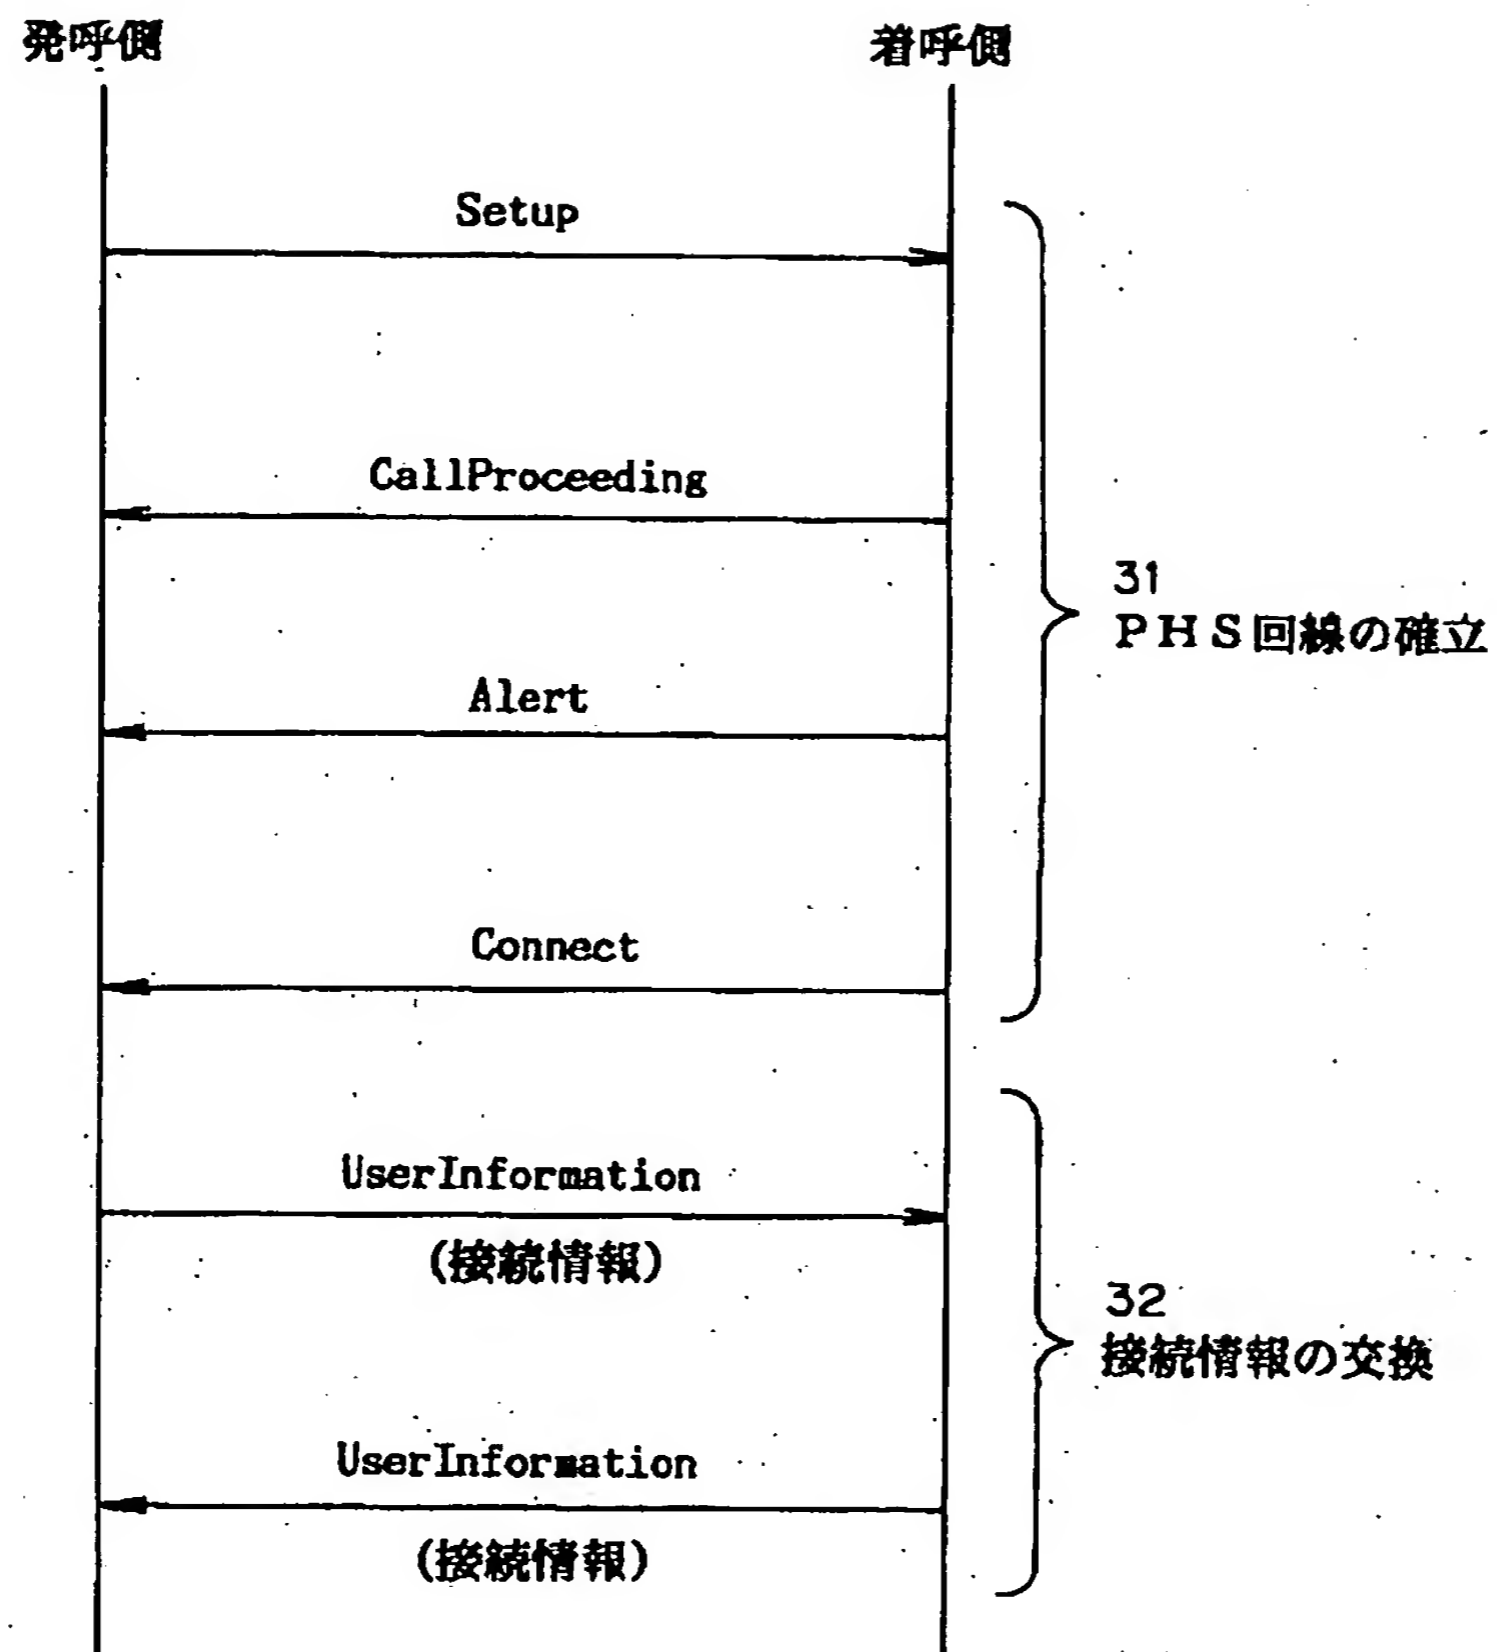 発呼側
着呼側
Setup
CallProceeding
31
PHS回線の確立
Alert
Connect
UserInformation
(接続情報)
32
接続情報の交換
UserInformation
(接続情報)